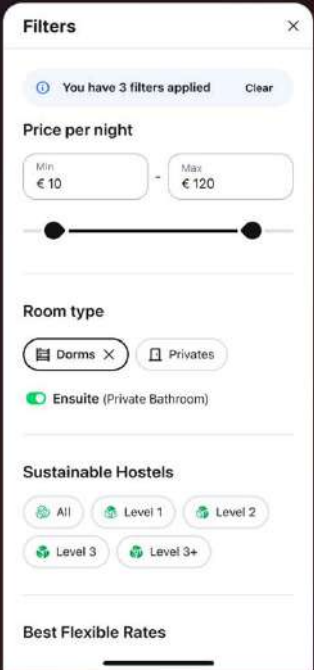 Filters
You have 3 filters applied Clear
Price per night
Min Max
€ 10 - € 120
Room type
Dorms Privates
Ensuite (Private Bathroom)
Sustainable Hostels
All Level 1 Level 2
Level 3 Level 3+
Best Flexible Rates